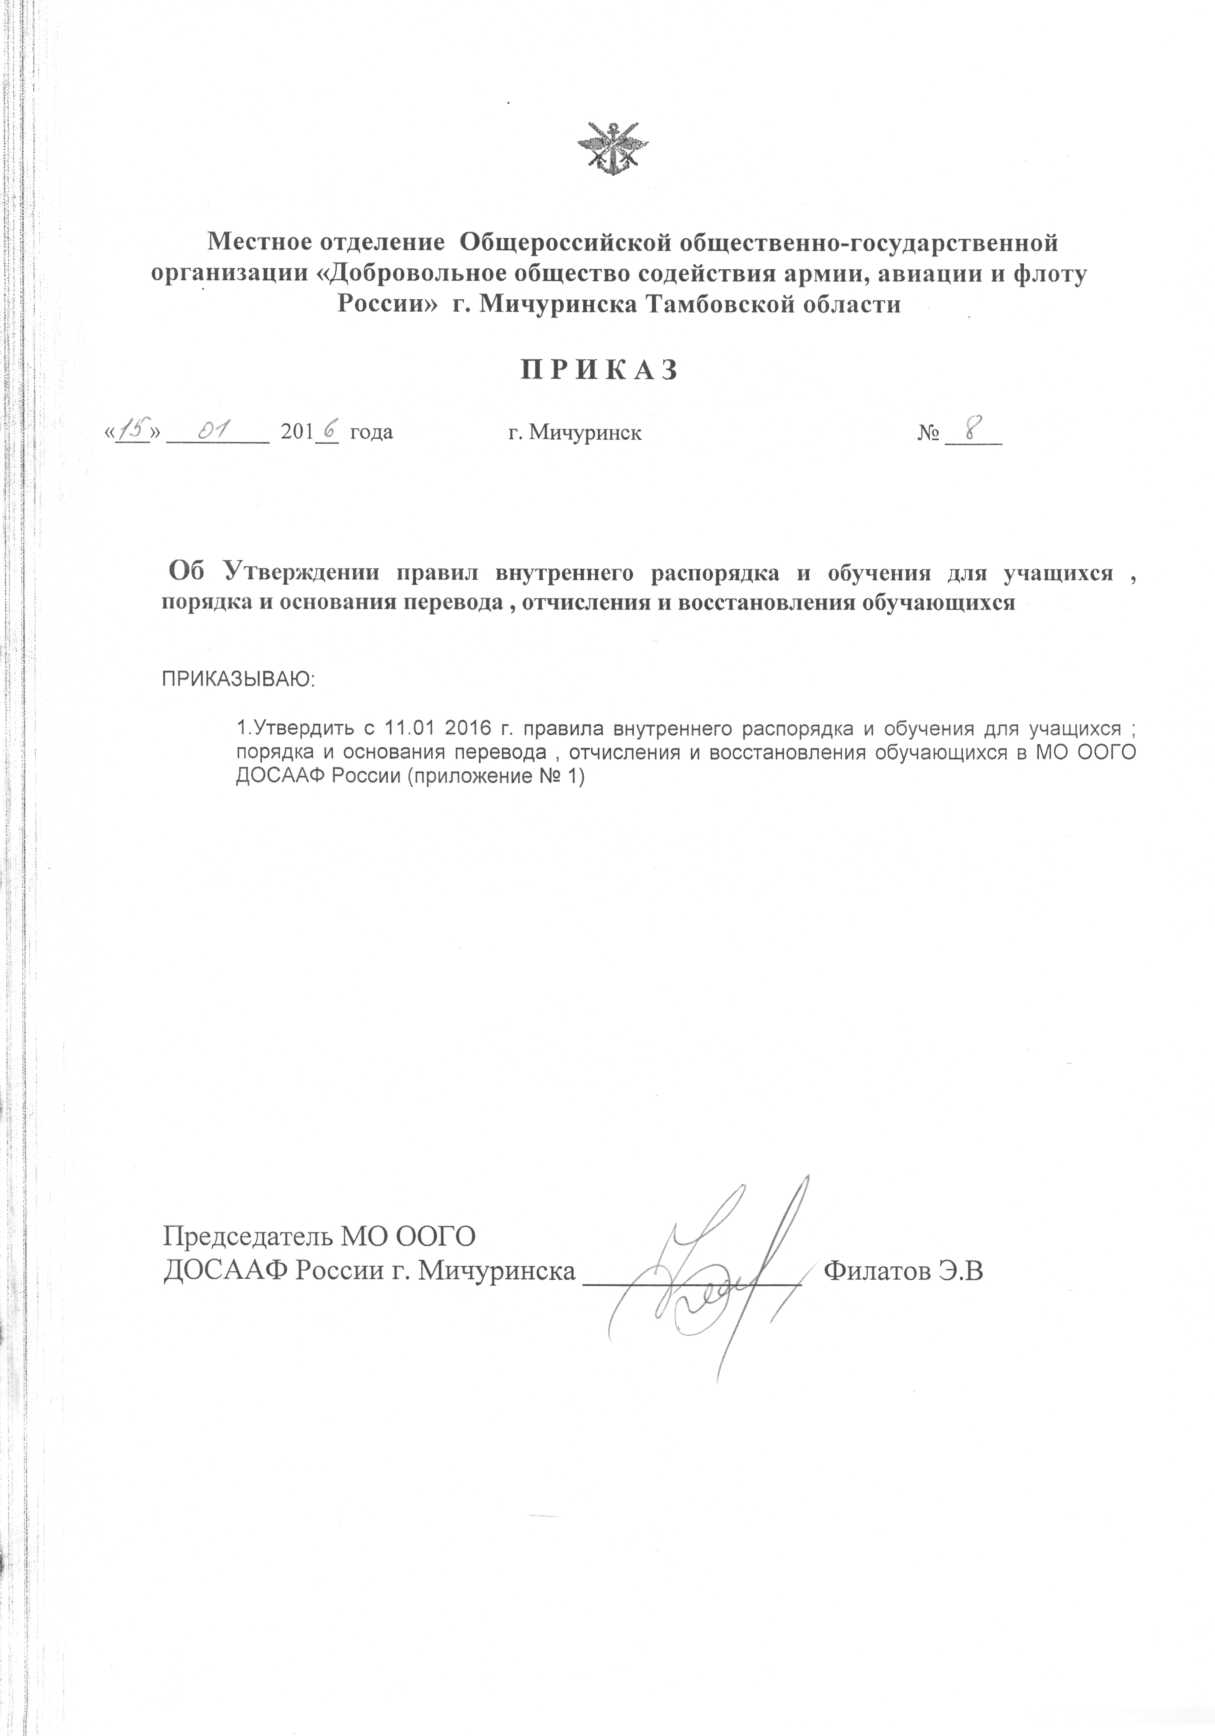 Местное отделение Общероссийской общественно-государственной
организации «Добровольное общество содействия армии, авиации и флоту
России» г. Мичуринска Тамбовской области
П Р И К А З
«15» 01 2016 года г. Мичуринск № 8
Об Утверждении правил внутреннего распорядка и обучения для учащихся ,
порядка и основания перевода , отчисления и восстановления обучающихся
ПРИКАЗЫВАЮ:
1.Утвердить с 11.01 2016 г. правила внутреннего распорядка и обучения для учащихся ;
порядка и основания перевода , отчисления и восстановления обучающихся в МО ООГО
ДОСААФ России (приложение № 1)
Председатель МО ООГО
ДОСААФ России г. Мичуринска Филатов Э.В